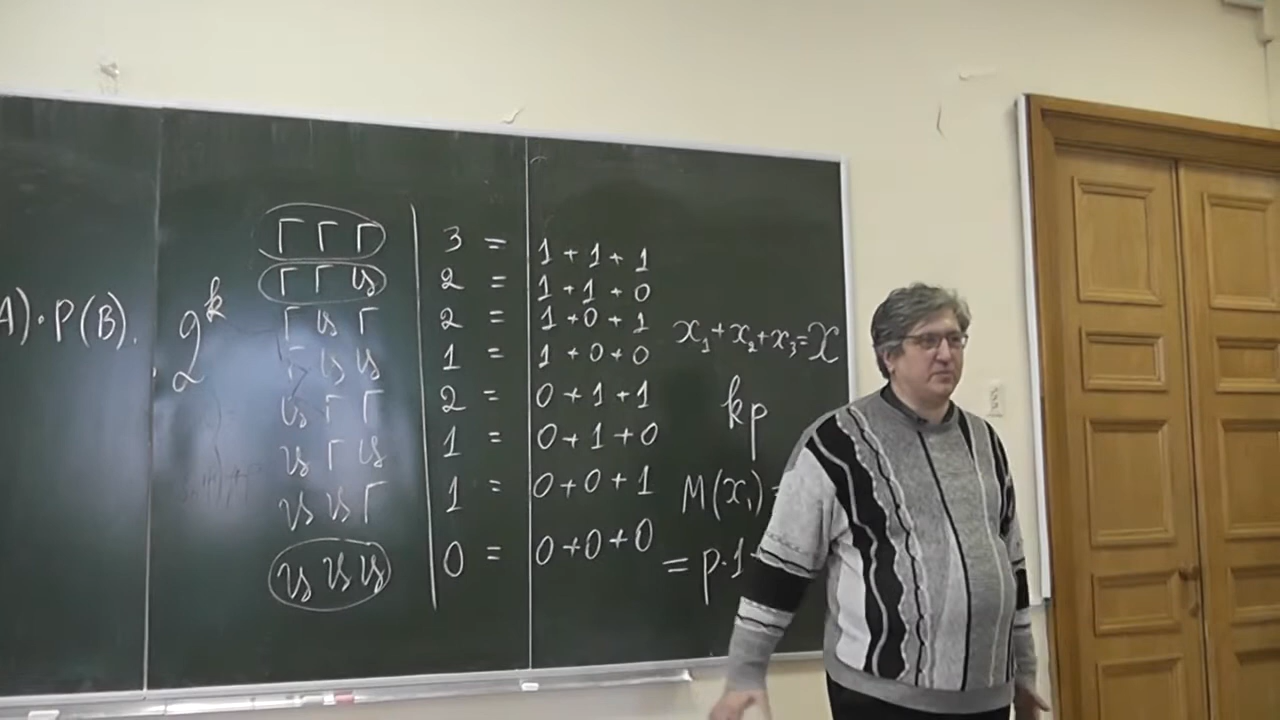 A)·P(B).
2^k
Г Г Г | 3 = 1 + 1 + 1
Г Г ц | 2 = 1 + 1 + 0
Г ц Г | 2 = 1 + 0 + 1
Г ц ц | 1 = 1 + 0 + 0
ц Г Г | 2 = 0 + 1 + 1
ц Г ц | 1 = 0 + 1 + 0
ц ц Г | 1 = 0 + 0 + 1
ц ц ц | 0 = 0 + 0 + 0
x₁ + x₂ + x₃ = X
kp
M(x₁) =
= p·1